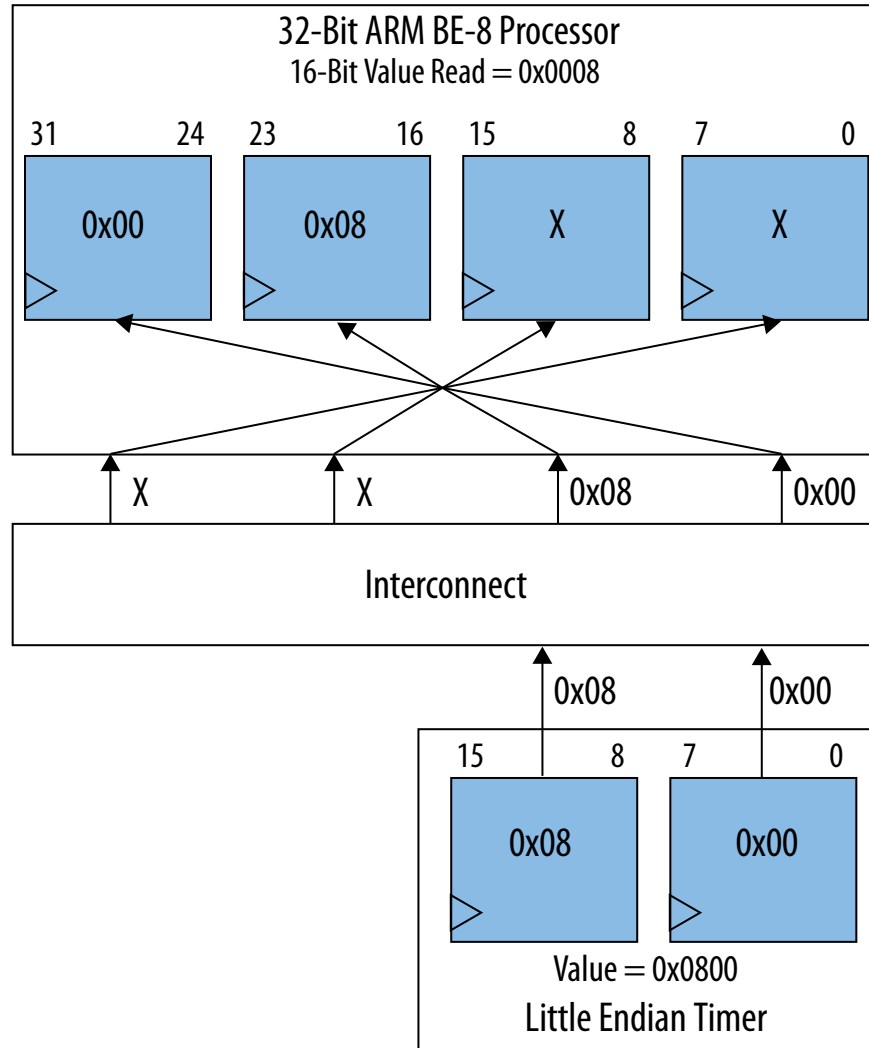 32-Bit ARM BE-8 Processor
16-Bit Value Read = 0x0008
31 24 23 16 15 8 7 0
0x00 0x08 X X
X X 0x08 0x00
Interconnect
0x08 0x00
15 8 7 0
0x08 0x00
Value = 0x0800
Little Endian Timer